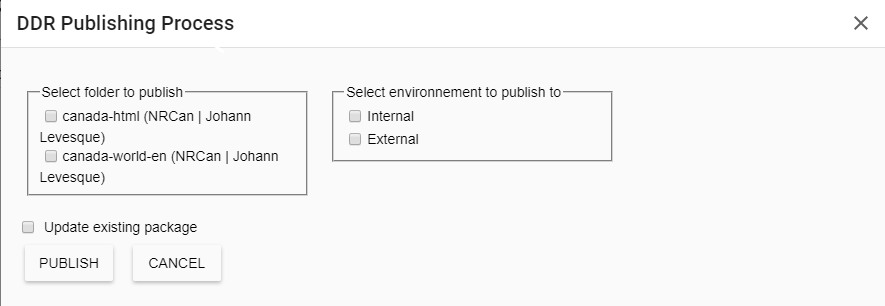 DDR Publishing Process
Select folder to publish
canada-html (NRCan | Johann
Levesque)
canada-world-en (NRCan | Johann
Levesque)
Select environnement to publish to
Internal
External
Update existing package
PUBLISH
CANCEL